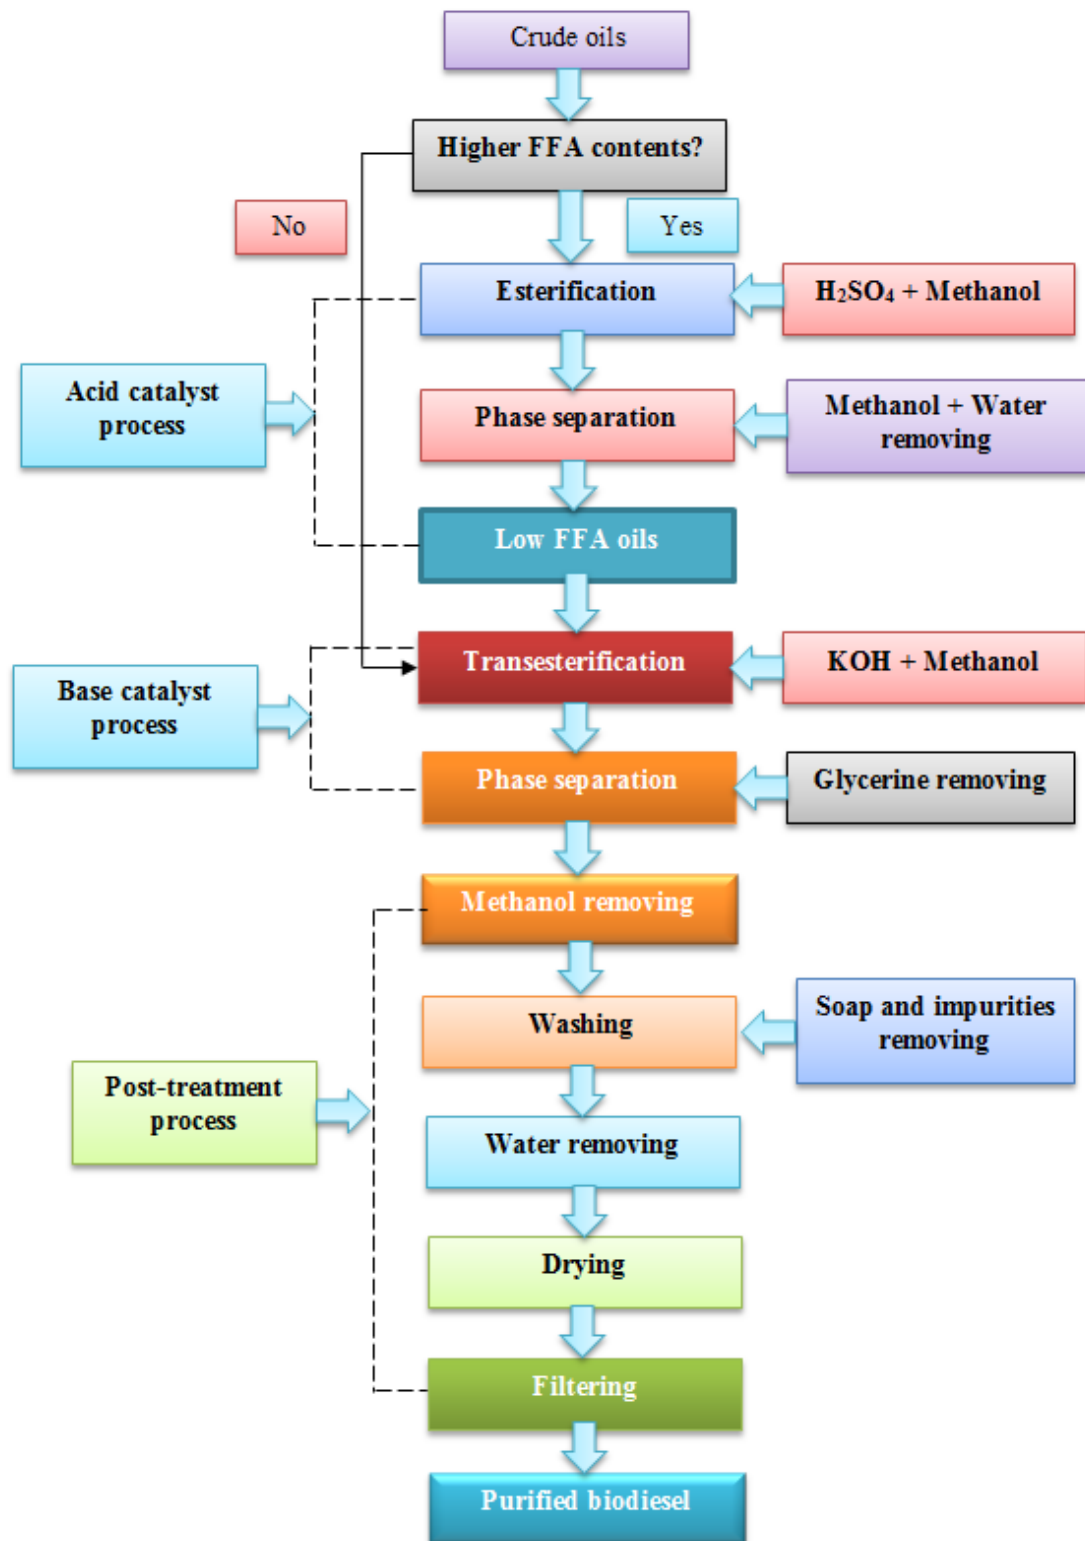 Crude oils
Higher FFA contents?
No
Yes
Esterification
H₂SO₄ + Methanol
Acid catalyst
process
Phase separation
Methanol + Water
removing
Low FFA oils
Transesterification
KOH + Methanol
Base catalyst
process
Phase separation
Glycerine removing
Methanol removing
Washing
Soap and impurities
removing
Post-treatment
process
Water removing
Drying
Filtering
Purified biodiesel